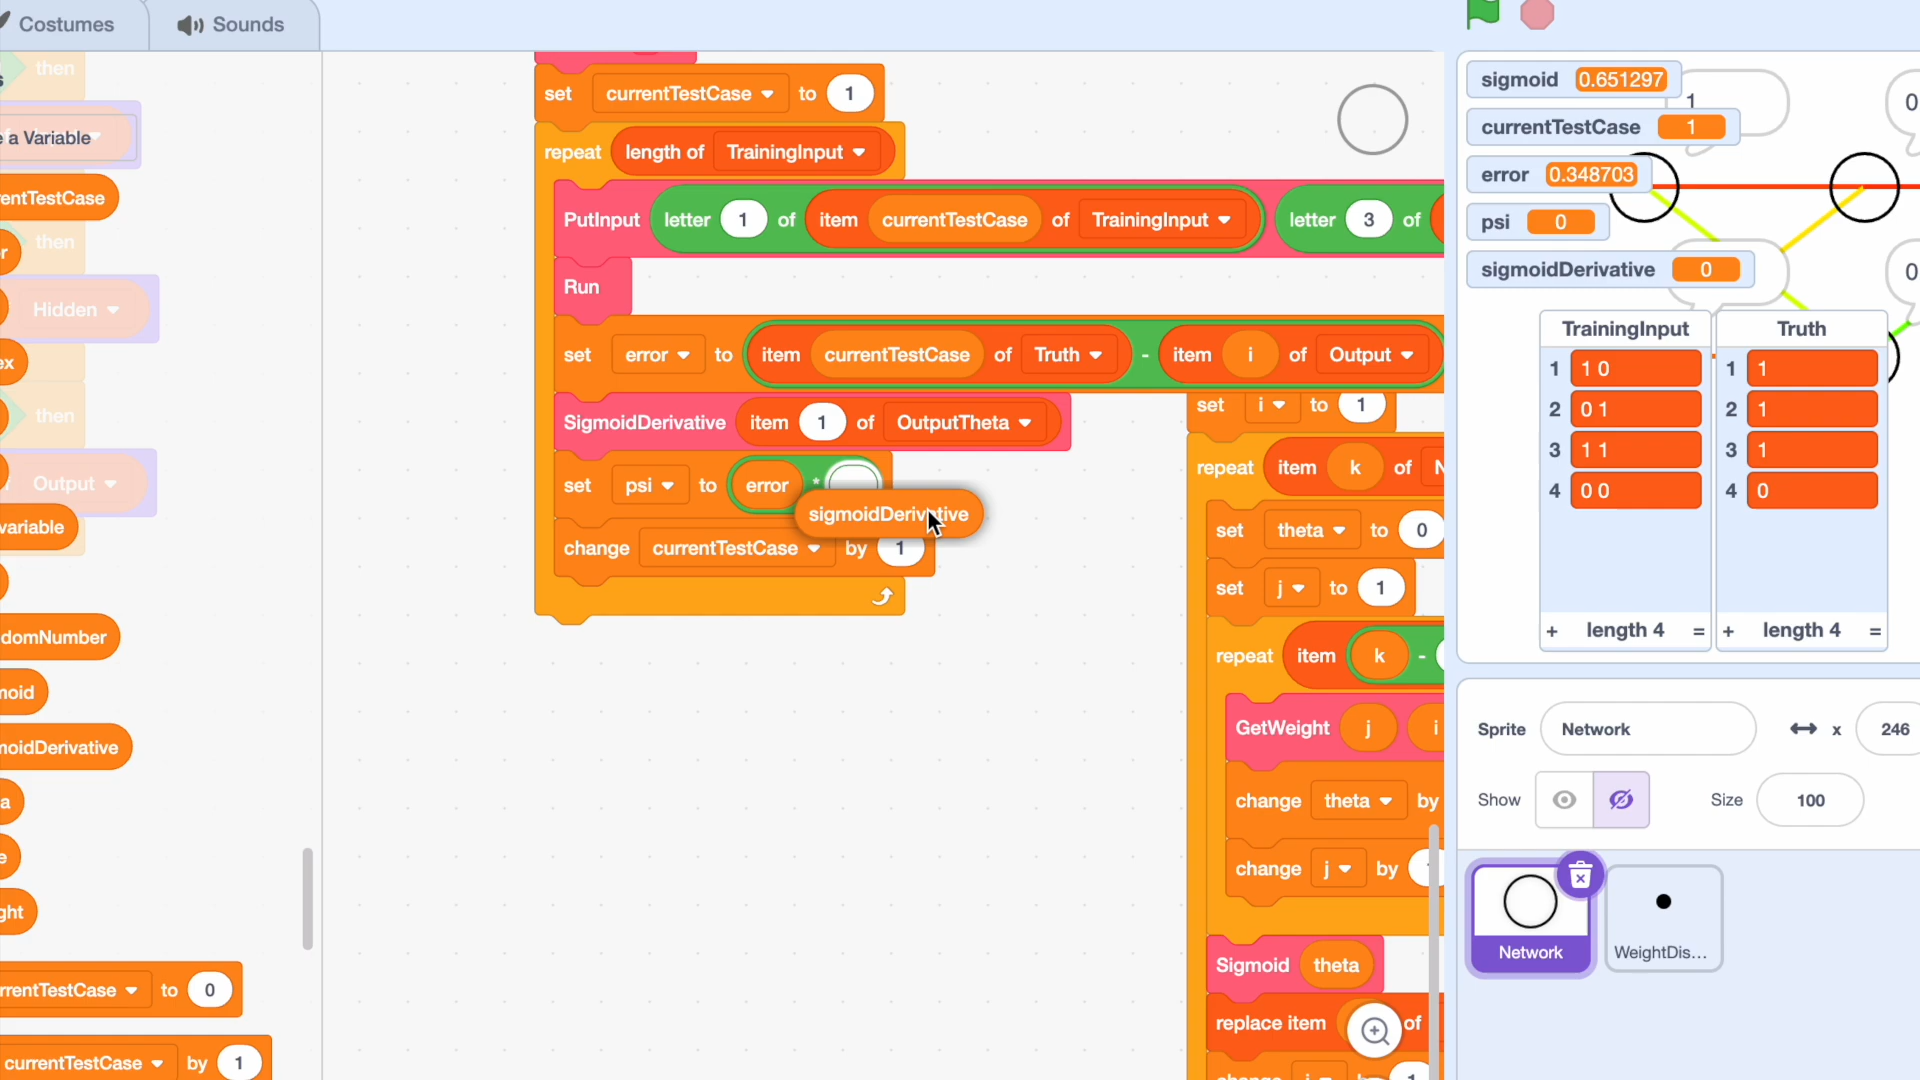 Costumes
Sounds
then
e a Variable
entTestCase
then
Hidden
ex
then
Output
variable
domNumber
noid
noidDerivative
a
e
ght
rrentTestCase to 0
currentTestCase by 1
set currentTestCase to 1
repeat length of TrainingInput
PutInput letter 1 of item currentTestCase of TrainingInput letter 3 of
Run
set error to item currentTestCase of Truth - item i of Output
SigmoidDerivative item 1 of OutputTheta
set psi to error *
sigmoidDerivative
change currentTestCase by 1
set i to 1
repeat item k of N
set theta to 0
set j to 1
repeat item k -
GetWeight j i
change theta by
change j by
Sigmoid theta
replace item of
sigmoid 0.651297
currentTestCase 1
error 0.348703
psi 0
sigmoidDerivative 0
1
0
0
TrainingInput
1 1 0
2 0 1
3 1 1
4 0 0
+ length 4 =
Truth
1 1
2 1
3 1
4 0
+ length 4 =
Sprite Network x 246
Show Size 100
Network
WeightDis...